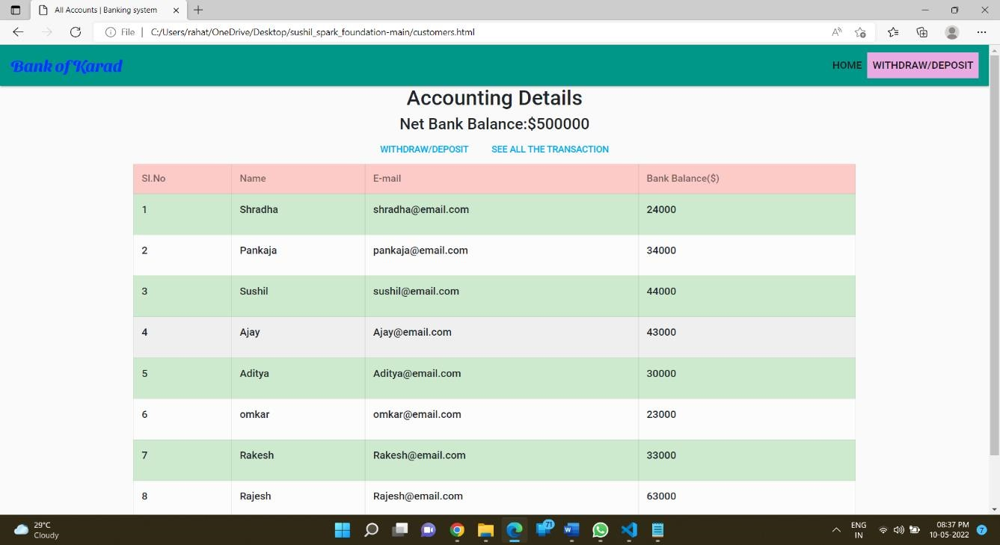 All Accounts | Banking system
File | C:/Users/rahat/OneDrive/Desktop/sushil_spark_foundation-main/customers.html
Bank of Karad HOME WITHDRAW/DEPOSIT
Accounting Details
Net Bank Balance:$500000
WITHDRAW/DEPOSIT SEE ALL THE TRANSACTION
Sl.No Name E-mail Bank Balance($)
1 Shradha shradha@email.com 24000
2 Pankaja pankaja@email.com 34000
3 Sushil sushil@email.com 44000
4 Ajay Ajay@email.com 43000
5 Aditya Aditya@email.com 30000
6 omkar omkar@email.com 23000
7 Rakesh Rakesh@email.com 33000
8 Rajesh Rajesh@email.com 63000
29°C
Cloudy
71
W
ENG
IN
08:37 PM
10-05-2022
7